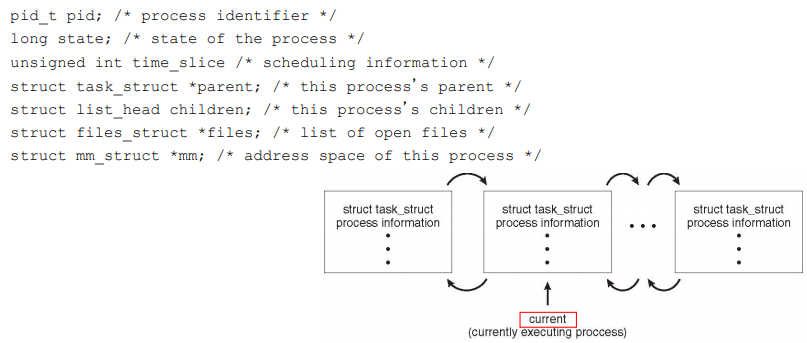 pid_t pid; /* process identifier */
long state; /* state of the process */
unsigned int time_slice /* scheduling information */
struct task_struct *parent; /* this process's parent */
struct list_head children; /* this process's children */
struct files_struct *files; /* list of open files */
struct mm_struct *mm; /* address space of this process */
struct task_struct
process information
struct task_struct
process information
struct task_struct
process information
current
(currently executing proccess)